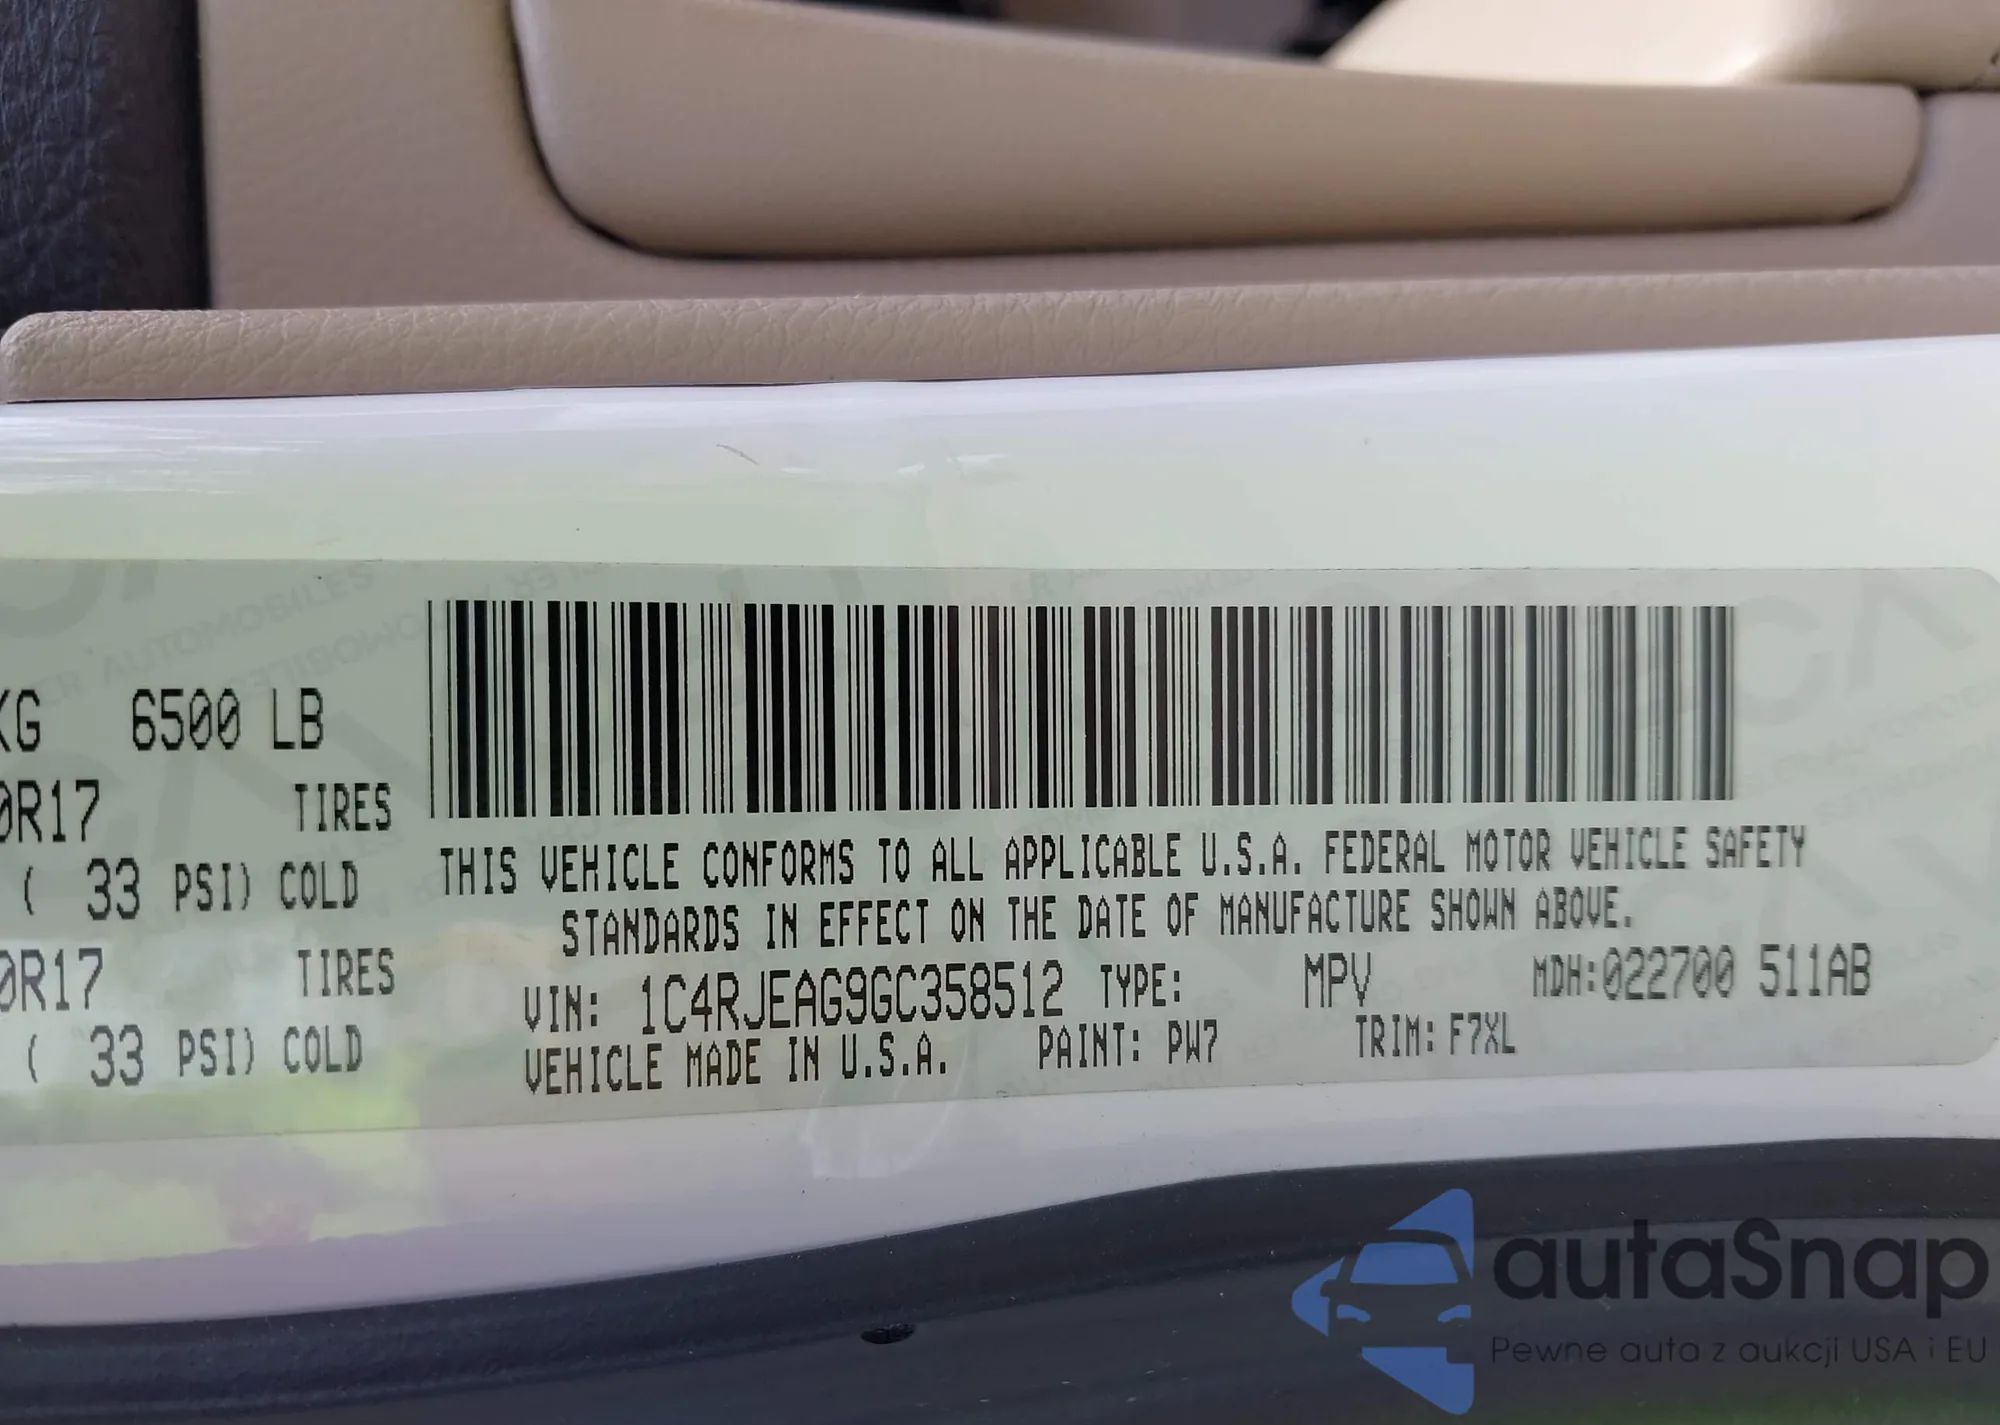 KG 6500 LB
0R17 TIRES
( 33 PSI) COLD
0R17 TIRES
( 33 PSI) COLD
THIS VEHICLE CONFORMS TO ALL APPLICABLE U.S.A. FEDERAL MOTOR VEHICLE SAFETY
STANDARDS IN EFFECT ON THE DATE OF MANUFACTURE SHOWN ABOVE.
VIN: 1C4RJEAG9GC358512 TYPE: MPV MDH:022700 511AB
VEHICLE MADE IN U.S.A. PAINT: PW7 TRIM: F7XL
autaSnap
Pewne auta z aukcji USA i EU